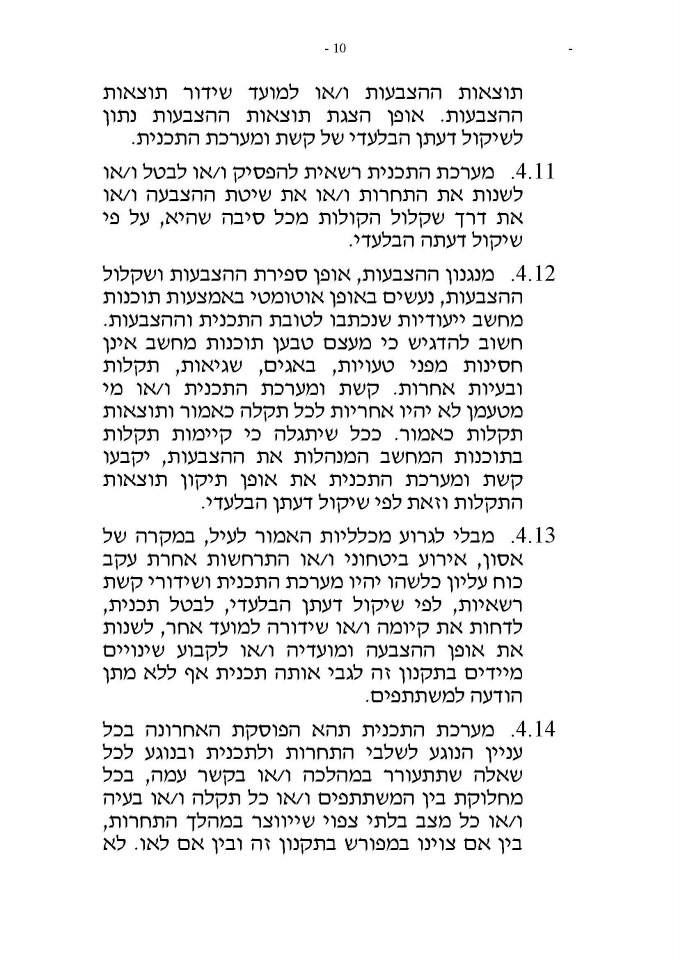 - 10 -
תוצאות ההצבעות ו/או למועד שידור תוצאות
ההצבעות. אופן הצגת תוצאות ההצבעות נתון
לשיקול דעתן הבלעדי של קשת ומערכת התכנית.
4.11. מערכת התכנית רשאית להפסיק ו/או לבטל ו/או
לשנות את התחרות ו/או את שיטת ההצבעה ו/או
את דרך שקלול הקולות מכל סיבה שהיא, על פי
שיקול דעתה הבלעדי.
4.12. מנגנון ההצבעות, אופן ספירת ההצבעות ושקלול
ההצבעות, נעשים באופן אוטומטי באמצעות תוכנות
מחשב ייעודיות שנכתבו לטובת התכנית וההצבעות.
חשוב להדגיש כי מעצם טבען תוכנות מחשב אינן
חסינות מפני טעויות, באגים, שגיאות, תקלות
ובעיות אחרות. קשת ומערכת התכנית ו/או מי
מטעמן לא יהיו אחריות לכל תקלה כאמור ותוצאות
תקלות כאמור. ככל שיתגלה כי קיימות תקלות
בתוכנות המחשב המנהלות את ההצבעות, יקבעו
קשת ומערכת התכנית את אופן תיקון תוצאות
התקלות וזאת לפי שיקול דעתן הבלעדי.
4.13. מבלי לגרוע מכלליות האמור לעיל, במקרה של
אסון, אירוע ביטחוני ו/או התרחשות אחרת עקב
כוח עליון כלשהו יהיו מערכת התכנית ושידורי קשת
רשאיות, לפי שיקול דעתן הבלעדי, לבטל תכנית,
לדחות את קיומה ו/או שידורה למועד אחר, לשנות
את אופן ההצבעה ומועדיה ו/או לקבוע שינויים
מיידים בתקנון זה לגבי אותה תכנית אף ללא מתן
הודעה למשתתפים.
4.14. מערכת התכנית תהא הפוסקת האחרונה בכל
עניין הנוגע לשלבי התחרות ולתכנית ובנוגע לכל
שאלה שתתעורר במהלכה ו/או בקשר עמה, בכל
מחלוקת בין המשתתפים ו/או כל תקלה ו/או בעיה
ו/או כל מצב בלתי צפוי שייווצר במהלך התחרות,
בין אם צוינו במפורש בתקנון זה ובין אם לאו. לא